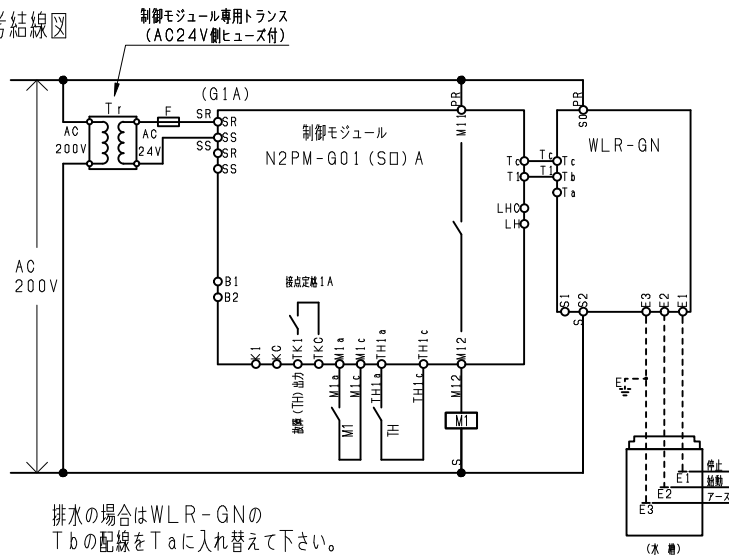 考結線図
制御モジュール専用トランス
(AC24V側ヒューズ付)
(G1A)
Tr
F
SR
SR
AC
200V
AC
24V
SS
SS
SR
SS
制御モジュール
N2PM-G01(S□)A
PR
M11
PR
S0
WLR-GN
Tc
Tc
Tc
T1
T1
Tb
Ta
LHC
LH
AC
200V
B1
B2
接点定格1A
S1
S2
E3
E2
E1
S
K1
KC
TK1
TKC
M1a
M1c
TH1a
TH1c
M12
故障(TH)出力
M1a
M1c
TH1a
TH1c
M12
M1
TH
M1
S
E
E1
停止
E2
始動
E3
アース
(水槽)
排水の場合はWLR-GNの
Tbの配線をTaに入れ替えて下さい。